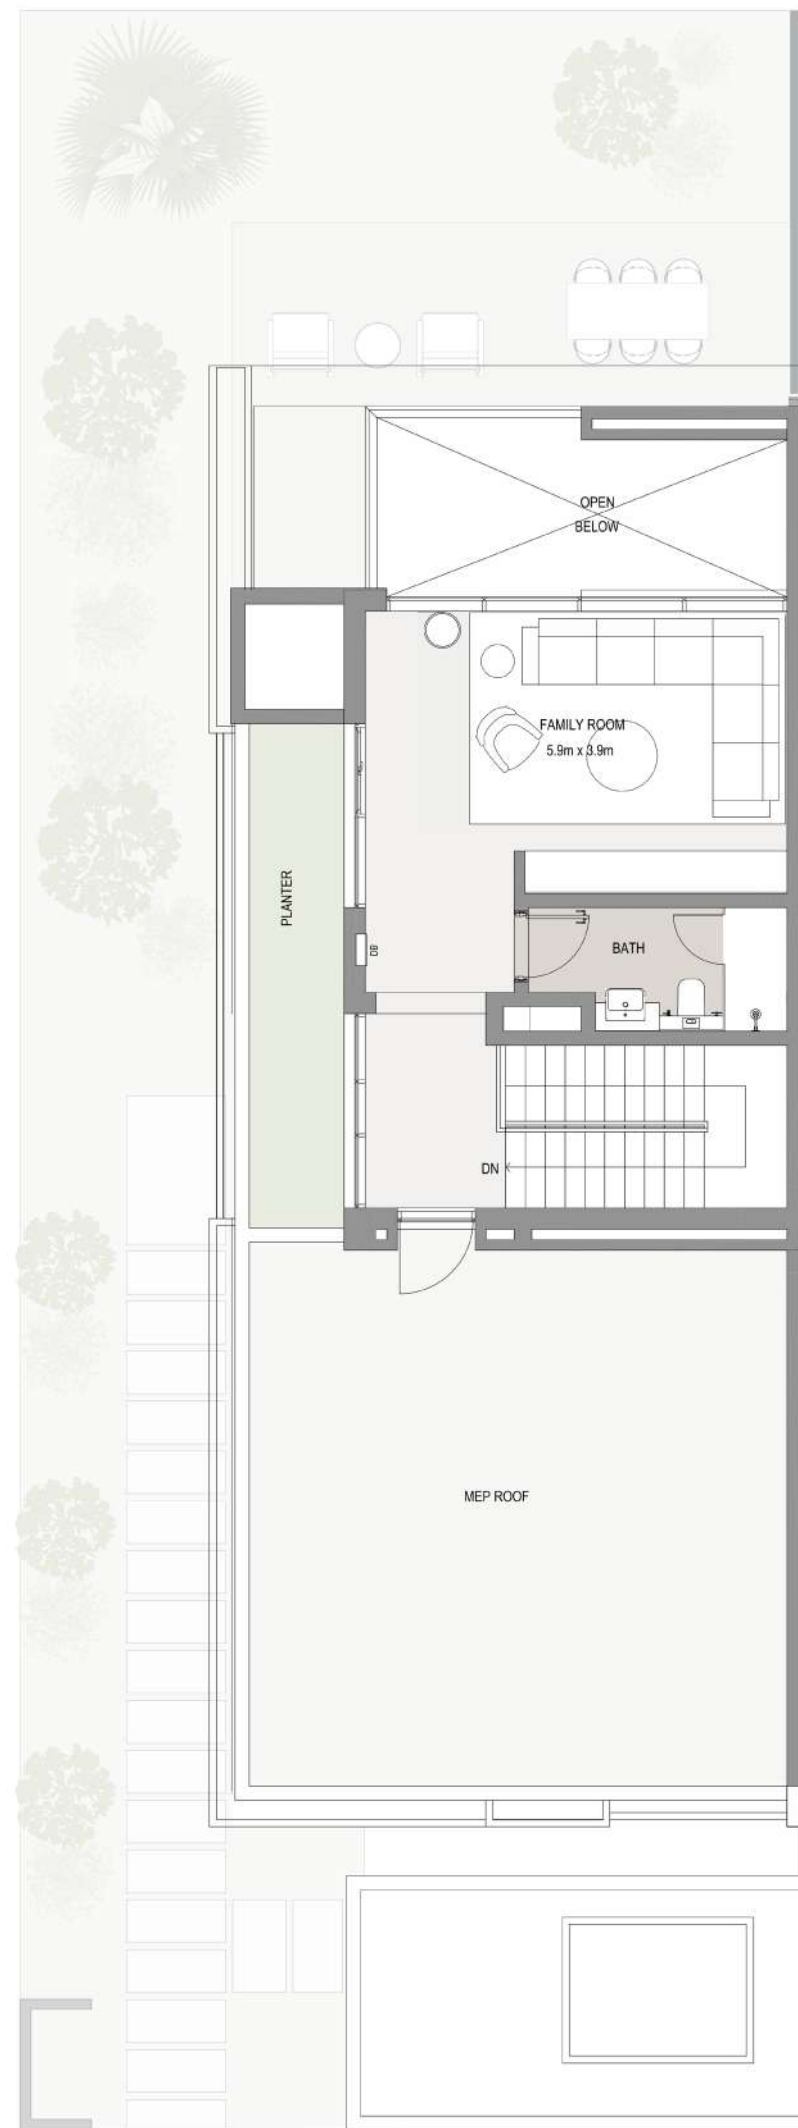 OPEN
BELOW
FAMILY ROOM
5.9m x 3.9m
PLANTER
DB
BATH
DN
MEP ROOF